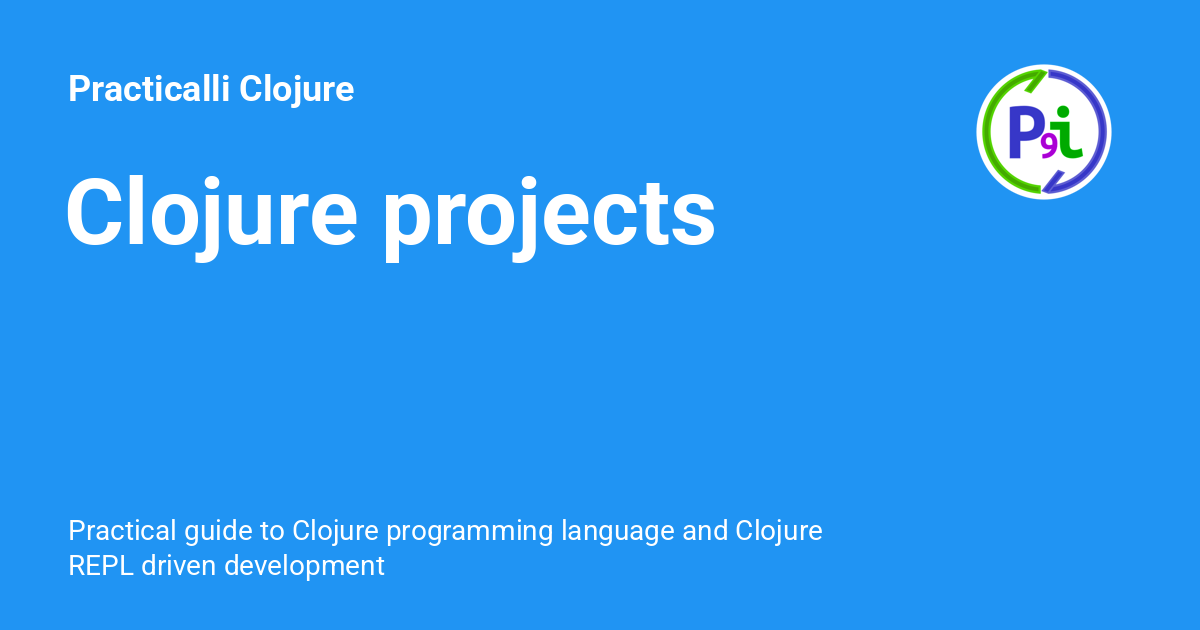 Practicalli Clojure
P9i
Clojure projects
Practical guide to Clojure programming language and Clojure
REPL driven development